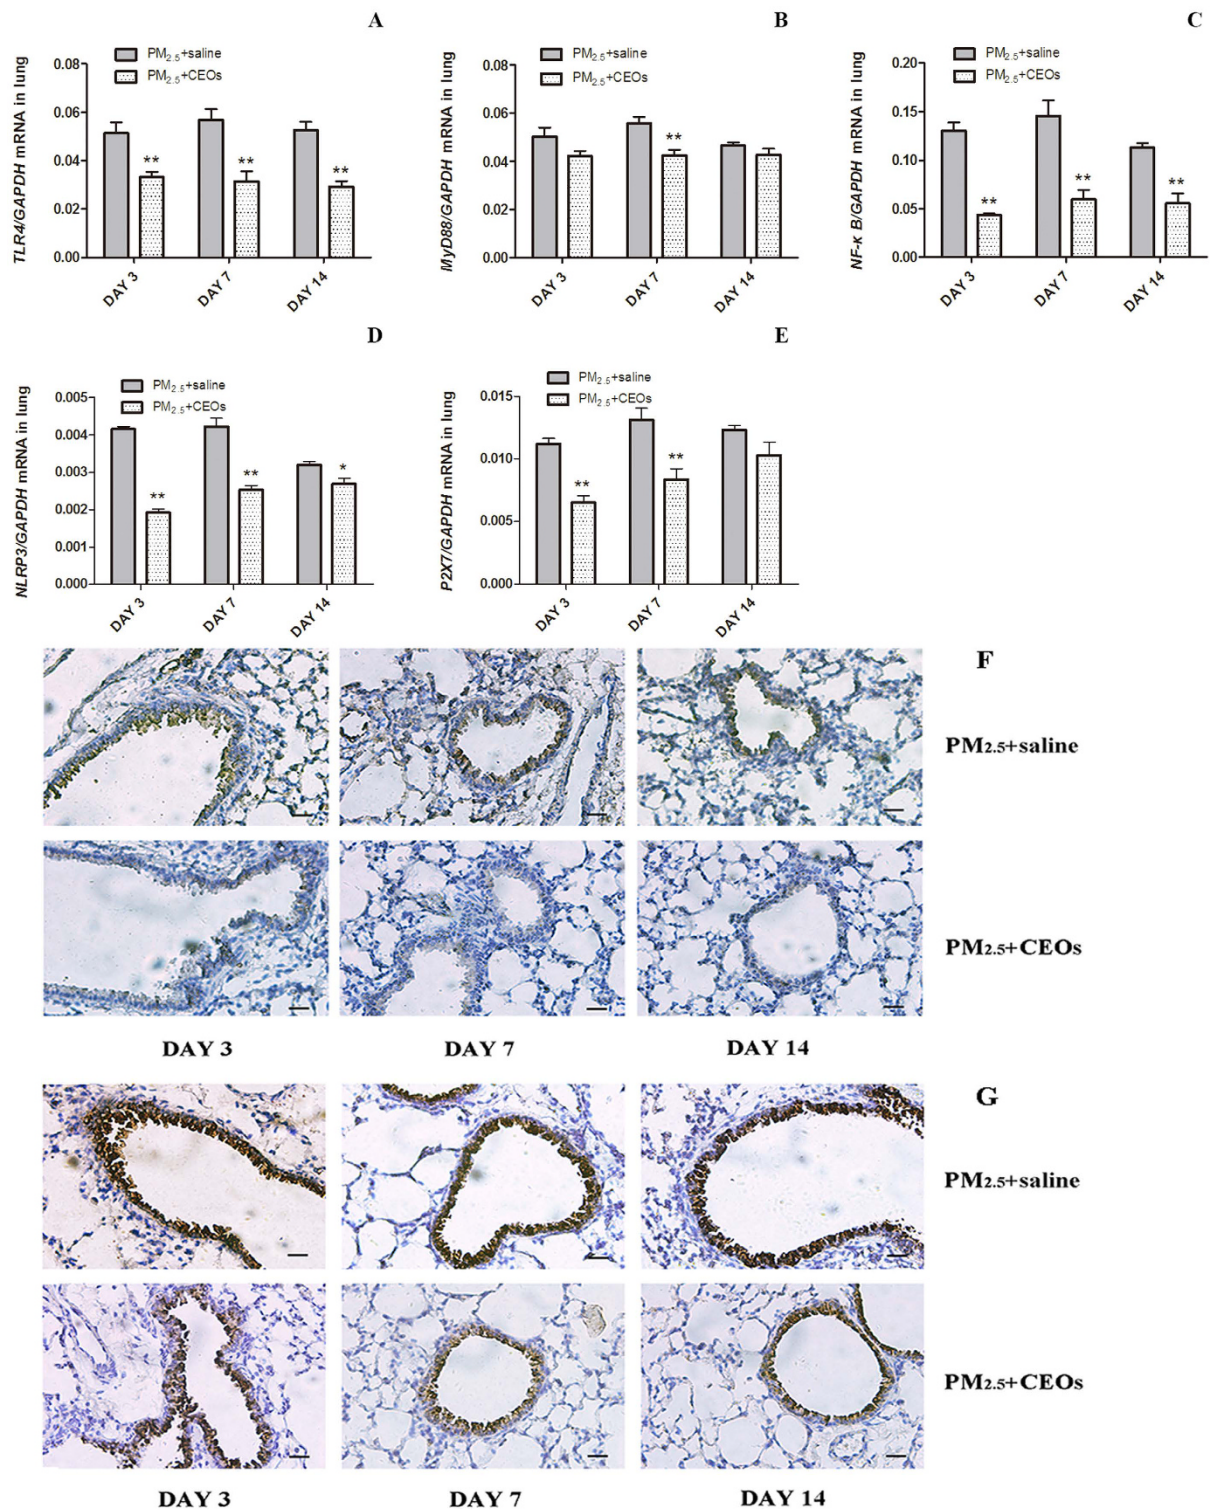 A
PM2.5+saline
PM2.5+CEOs
TLR4/GAPDH mRNA in lung
0.08
0.06
0.04
0.02
0.00
**
**
**
DAY 3
DAY 7
DAY 14
B
PM2.5+saline
PM2.5+CEOs
MyD88/GAPDH mRNA in lung
0.08
0.06
0.04
0.02
0.00
**
DAY 3
DAY 7
DAY 14
C
PM2.5+saline
PM2.5+CEOs
NF-κ B/GAPDH mRNA in lung
0.20
0.15
0.10
0.05
0.00
**
**
**
DAY 3
DAY 7
DAY 14
D
PM2.5+saline
PM2.5+CEOs
NLRP3/GAPDH mRNA in lung
0.005
0.004
0.003
0.002
0.001
0.000
**
**
*
DAY 3
DAY 7
DAY 14
E
PM2.5+saline
PM2.5+CEOs
P2X7/GAPDH mRNA in lung
0.015
0.010
0.005
0.000
**
**
DAY 3
DAY 7
DAY 14
F
PM2.5+saline
PM2.5+CEOs
DAY 3
DAY 7
DAY 14
G
PM2.5+saline
PM2.5+CEOs
DAY 3
DAY 7
DAY 14